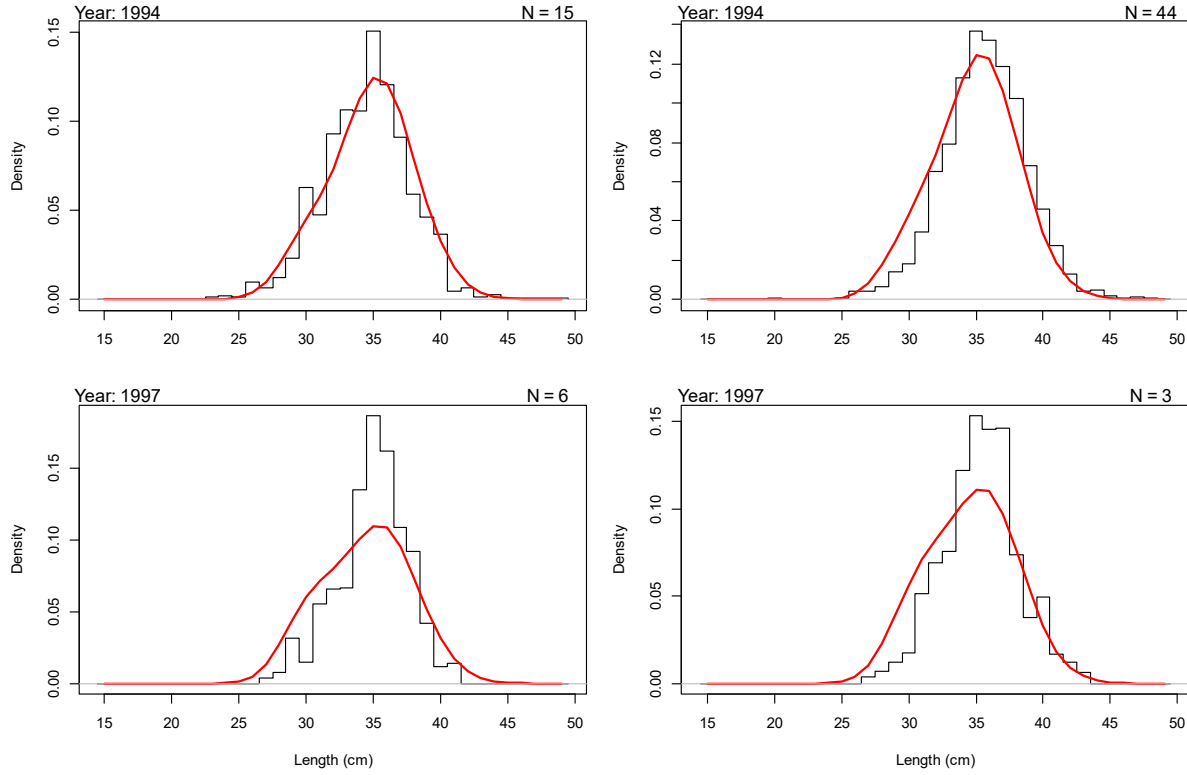 Year: 1994 N = 15
0.15
0.10
0.05
0.00
Density
15 20 25 30 35 40 45 50
Year: 1994 N = 44
0.12
0.08
0.04
0.00
Density
15 20 25 30 35 40 45 50
Year: 1997 N = 6
0.15
0.10
0.05
0.00
Density
15 20 25 30 35 40 45 50
Length (cm)
Year: 1997 N = 3
0.15
0.10
0.05
0.00
Density
15 20 25 30 35 40 45 50
Length (cm)